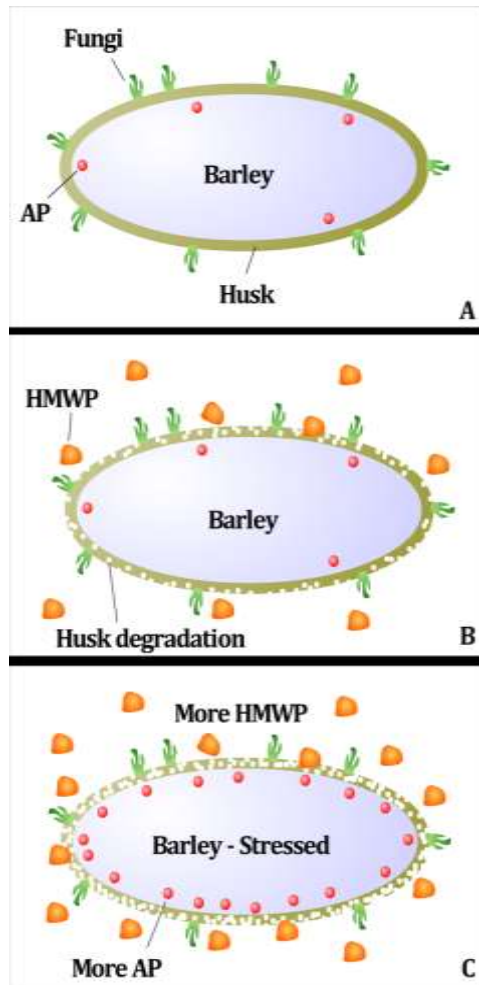 Fungi
Barley
AP
Husk
A
HMWP
Barley
Husk degradation
B
More HMWP
Barley - Stressed
More AP
C